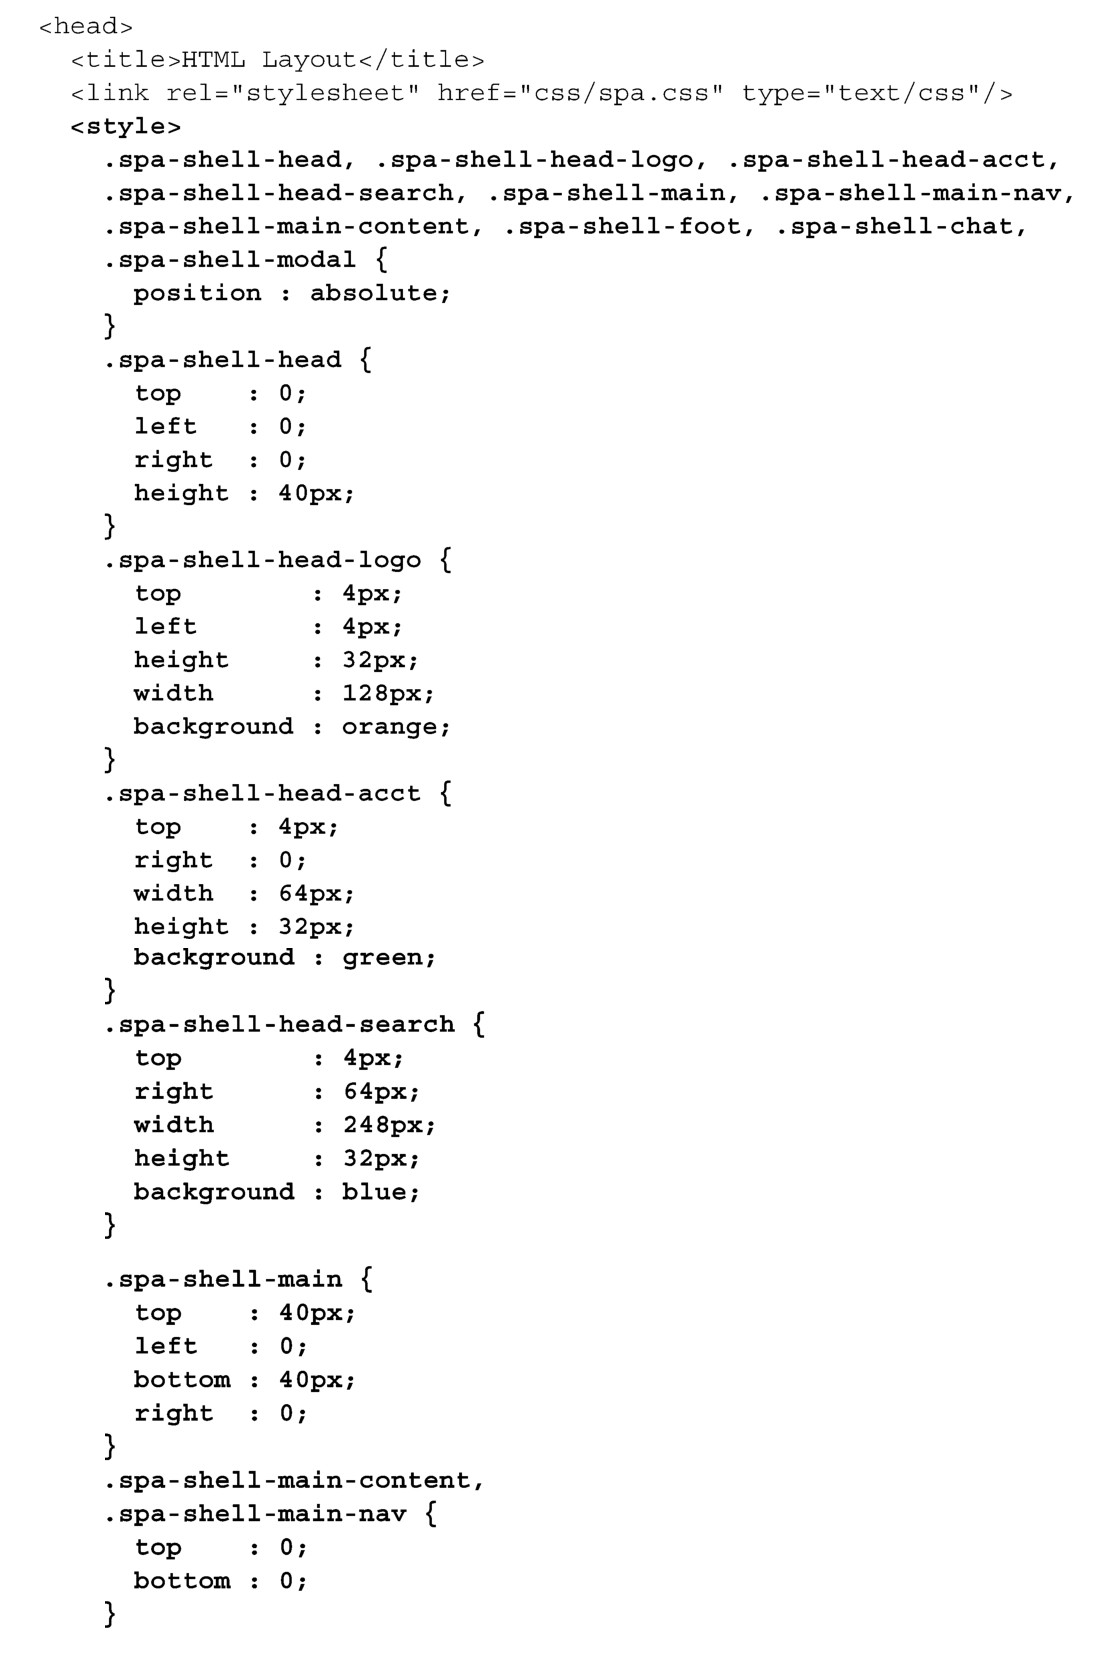 <head>
  <title>HTML Layout</title>
  <link rel="stylesheet" href="css/spa.css" type="text/css"/>
  <style>
    .spa-shell-head, .spa-shell-head-logo, .spa-shell-head-acct,
    .spa-shell-head-search, .spa-shell-main, .spa-shell-main-nav,
    .spa-shell-main-content, .spa-shell-foot, .spa-shell-chat,
    .spa-shell-modal {
      position : absolute;
    }
    .spa-shell-head {
      top    : 0;
      left   : 0;
      right  : 0;
      height : 40px;
    }
    .spa-shell-head-logo {
      top        : 4px;
      left       : 4px;
      height     : 32px;
      width      : 128px;
      background : orange;
    }
    .spa-shell-head-acct {
      top    : 4px;
      right  : 0;
      width  : 64px;
      height : 32px;
      background : green;
    }
    .spa-shell-head-search {
      top        : 4px;
      right      : 64px;
      width      : 248px;
      height     : 32px;
      background : blue;
    }
    .spa-shell-main {
      top    : 40px;
      left   : 0;
      bottom : 40px;
      right  : 0;
    }
    .spa-shell-main-content,
    .spa-shell-main-nav {
      top    : 0;
      bottom : 0;
    }